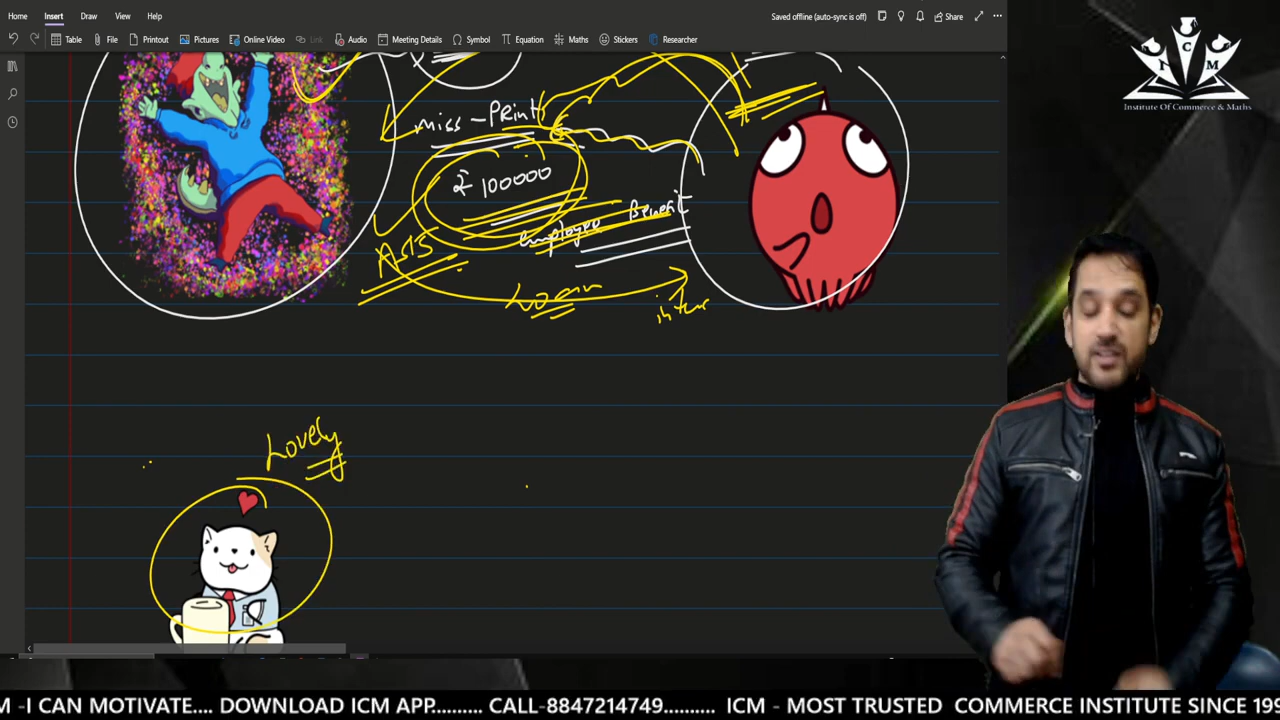 Home Insert Draw View Help
Saved offline (auto-sync is off) Share
Table File Printout Pictures Online Video Link Audio Meeting Details Symbol Equation Maths Stickers Researcher
I C M
Institute Of Commerce & Maths
miss-Print
₹ 100000
employee Benefit
Loan
Lovely
M -I CAN MOTIVATE.... DOWNLOAD ICM APP......... CALL-8847214749......... ICM - MOST TRUSTED COMMERCE INSTITUTE SINCE 199